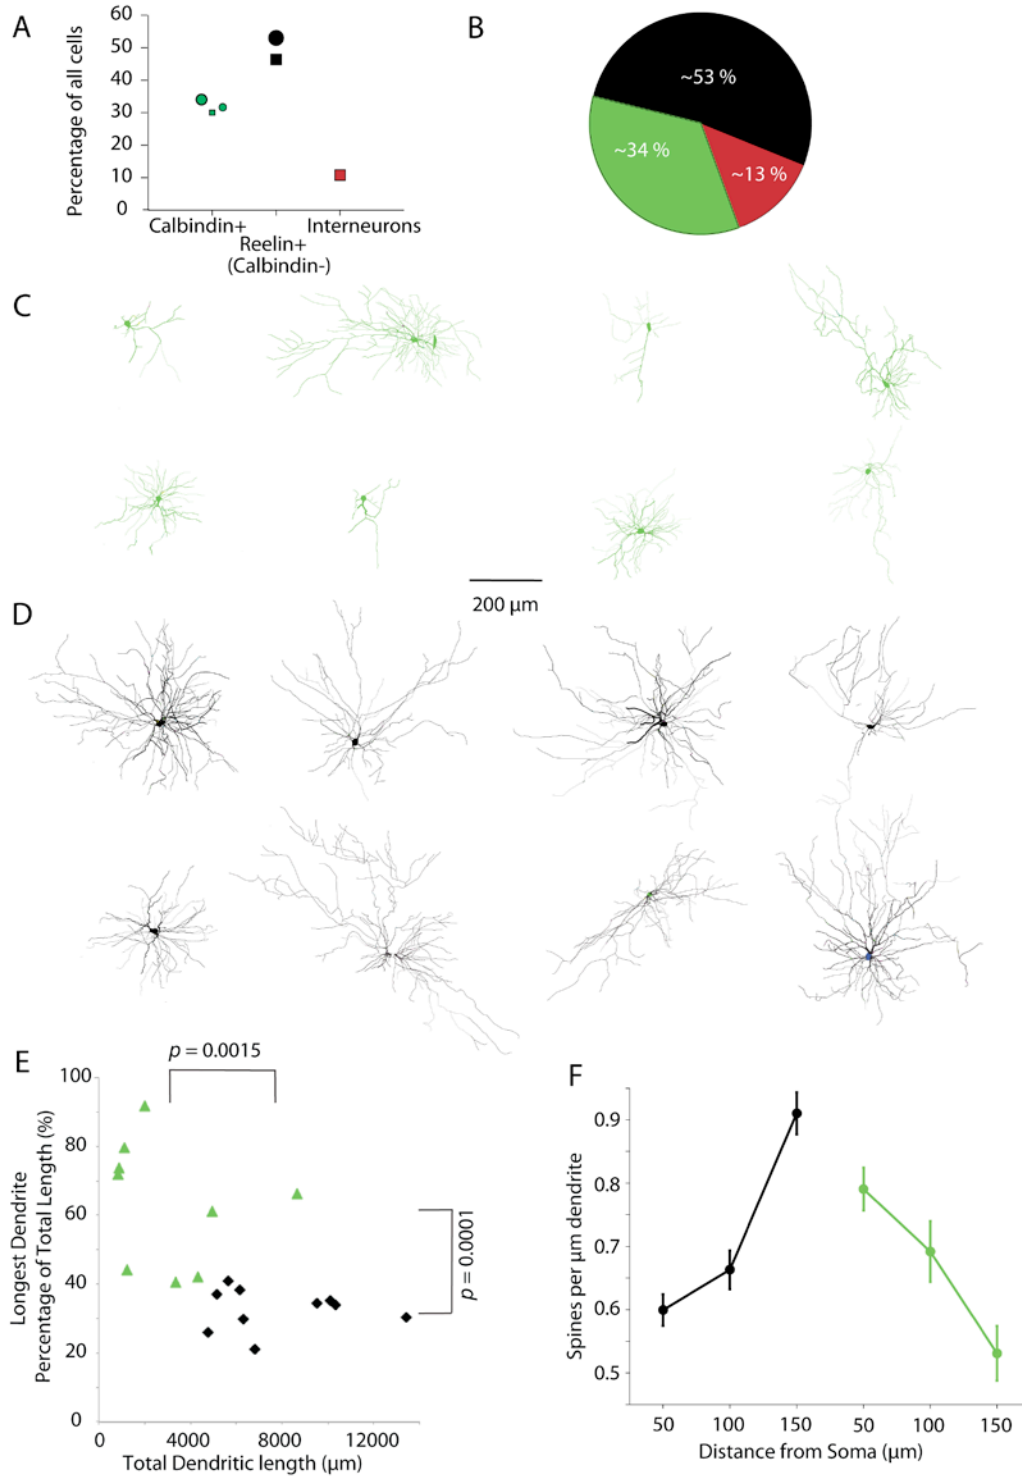 A
Percentage of all cells
60
50
40
30
20
10
0
Calbindin+
Reelin+
(Calbindin-)
Interneurons
B
~53 %
~34 %
~13 %
C
200 µm
D
E
p = 0.0015
Longest Dendrite
Percentage of Total Length (%)
100
80
60
40
20
0
p = 0.0001
0 4000 8000 12000
Total Dendritic length (µm)
F
Spines per µm dendrite
0.9
0.8
0.7
0.6
0.5
50 100 150 50 100 150
Distance from Soma (µm)